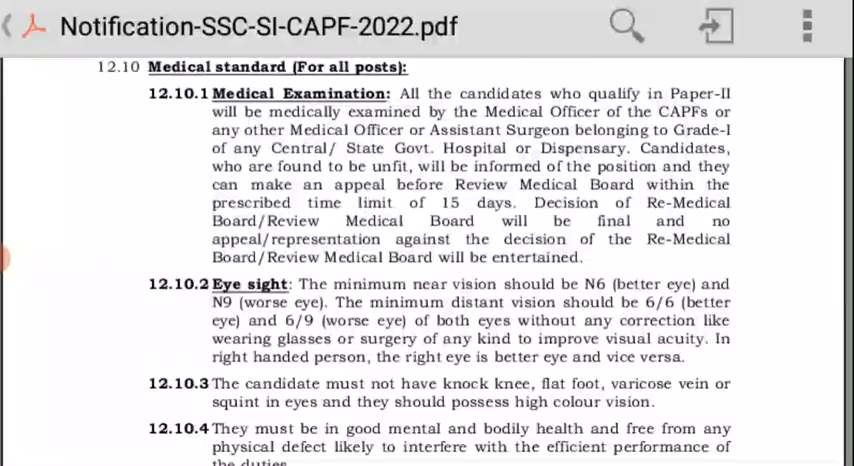 Notification-SSC-SI-CAPF-2022.pdf
12.10 Medical standard (For all posts):
12.10.1 Medical Examination: All the candidates who qualify in Paper-II
will be medically examined by the Medical Officer of the CAPFs or
any other Medical Officer or Assistant Surgeon belonging to Grade-I
of any Central/ State Govt. Hospital or Dispensary. Candidates,
who are found to be unfit, will be informed of the position and they
can make an appeal before Review Medical Board within the
prescribed time limit of 15 days. Decision of Re-Medical
Board/Review Medical Board will be final and no
appeal/representation against the decision of the Re-Medical
Board/Review Medical Board will be entertained.
12.10.2 Eye sight: The minimum near vision should be N6 (better eye) and
N9 (worse eye). The minimum distant vision should be 6/6 (better
eye) and 6/9 (worse eye) of both eyes without any correction like
wearing glasses or surgery of any kind to improve visual acuity. In
right handed person, the right eye is better eye and vice versa.
12.10.3 The candidate must not have knock knee, flat foot, varicose vein or
squint in eyes and they should possess high colour vision.
12.10.4 They must be in good mental and bodily health and free from any
physical defect likely to interfere with the efficient performance of
the duties